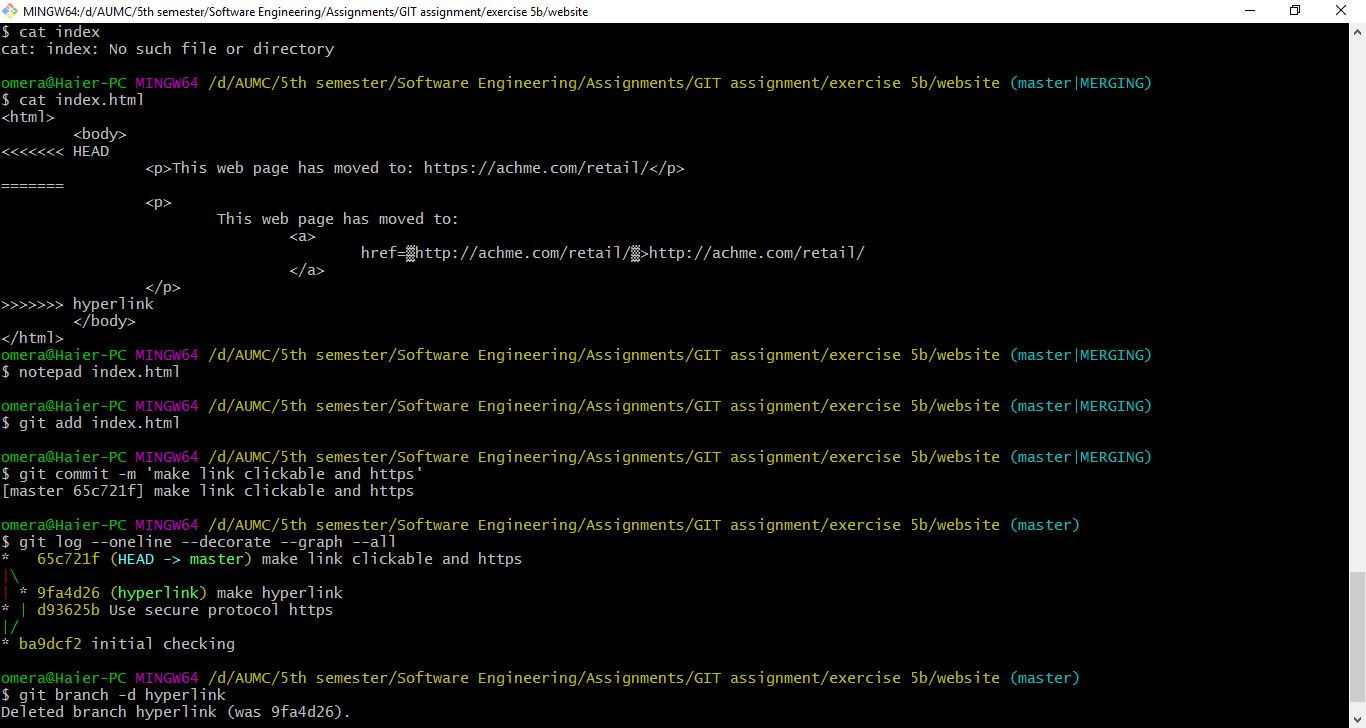 MINGW64:/d/AUMC/5th semester/Software Engineering/Assignments/GIT assignment/exercise 5b/website
$ cat index
cat: index: No such file or directory
omera@Haier-PC MINGW64 /d/AUMC/5th semester/Software Engineering/Assignments/GIT assignment/exercise 5b/website (master|MERGING)
$ cat index.html
<html>
<body>
<<<<<<< HEAD
<p>This web page has moved to: https://achme.com/retail/</p>
=======
<p>
This web page has moved to:
<a>
href=▒http://achme.com/retail/▒>http://achme.com/retail/
</a>
</p>
>>>>>>> hyperlink
</body>
</html>
omera@Haier-PC MINGW64 /d/AUMC/5th semester/Software Engineering/Assignments/GIT assignment/exercise 5b/website (master|MERGING)
$ notepad index.html
omera@Haier-PC MINGW64 /d/AUMC/5th semester/Software Engineering/Assignments/GIT assignment/exercise 5b/website (master|MERGING)
$ git add index.html
omera@Haier-PC MINGW64 /d/AUMC/5th semester/Software Engineering/Assignments/GIT assignment/exercise 5b/website (master|MERGING)
$ git commit -m 'make link clickable and https'
[master 65c721f] make link clickable and https
omera@Haier-PC MINGW64 /d/AUMC/5th semester/Software Engineering/Assignments/GIT assignment/exercise 5b/website (master)
$ git log --oneline --decorate --graph --all
*   65c721f (HEAD -> master) make link clickable and https
|\
| * 9fa4d26 (hyperlink) make hyperlink
* | d93625b Use secure protocol https
|/
* ba9dcf2 initial checking
omera@Haier-PC MINGW64 /d/AUMC/5th semester/Software Engineering/Assignments/GIT assignment/exercise 5b/website (master)
$ git branch -d hyperlink
Deleted branch hyperlink (was 9fa4d26).